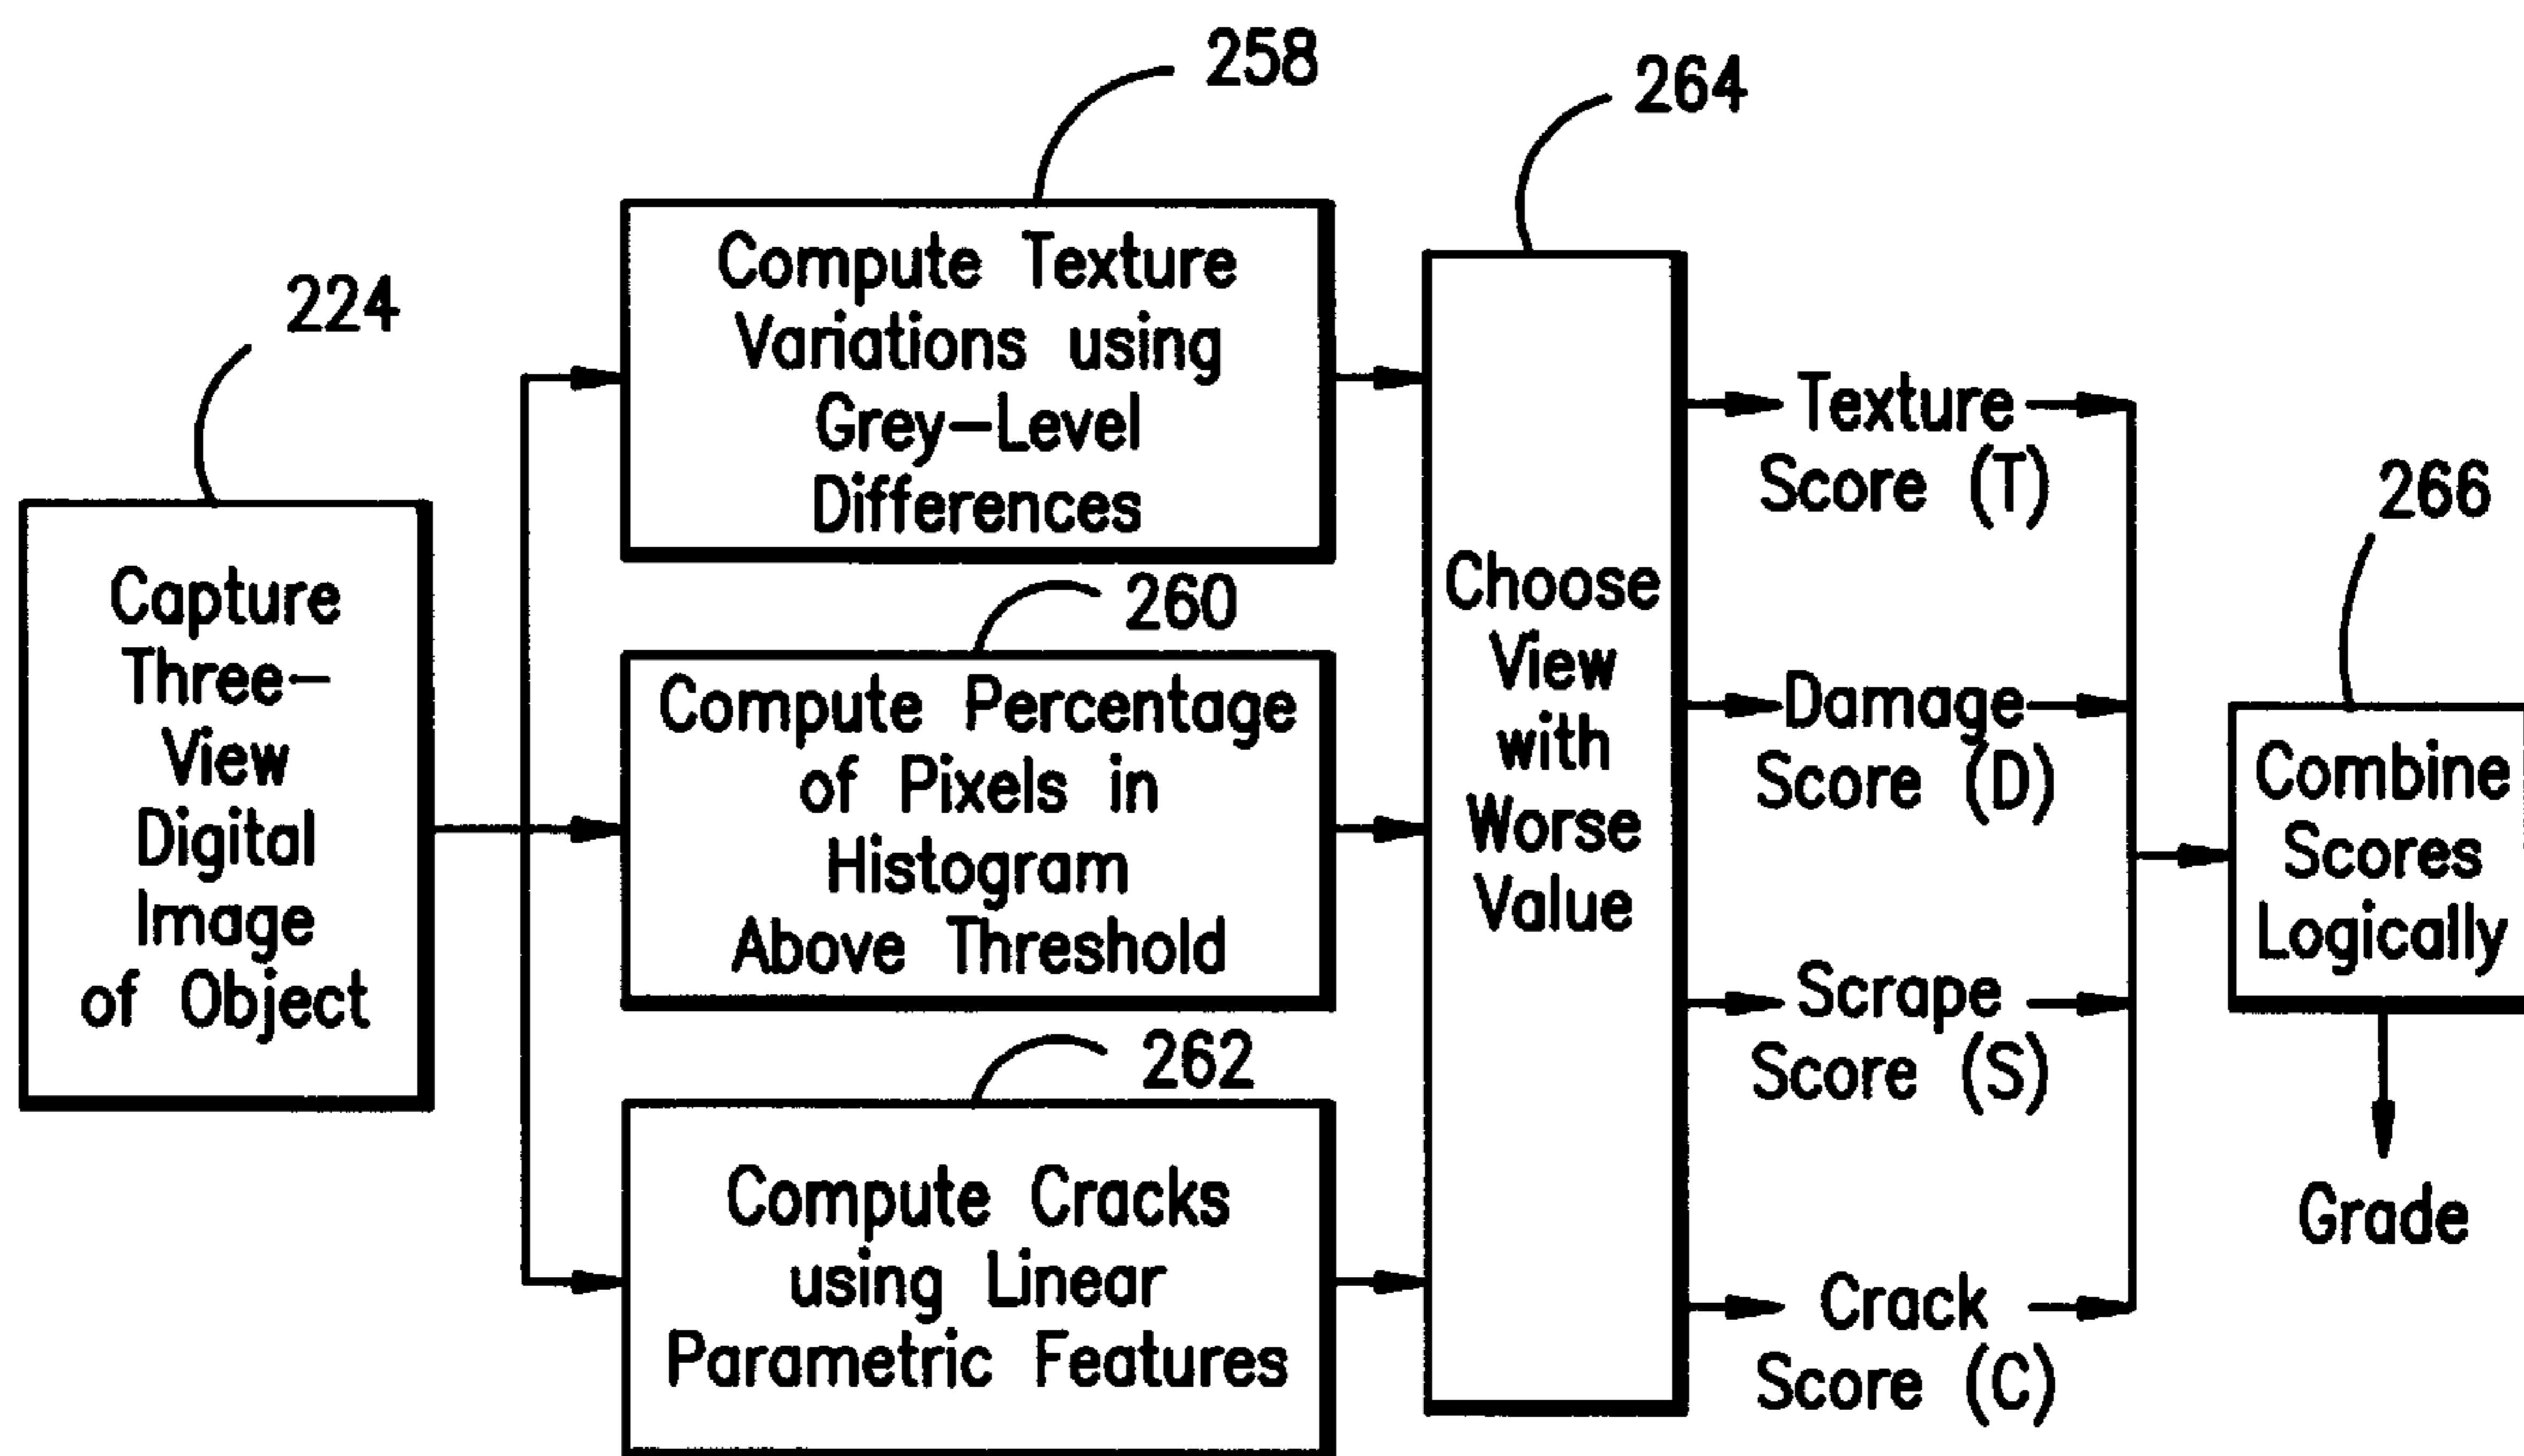 224
Capture
Three-
View
Digital
Image
of Object
258
Compute Texture
Variations using
Grey-Level
Differences
260
Compute Percentage
of Pixels in
Histogram
Above Threshold
262
Compute Cracks
using Linear
Parametric Features
264
Choose
View
with
Worse
Value
Texture
Score (T)
Damage
Score (D)
Scrape
Score (S)
Crack
Score (C)
266
Combine
Scores
Logically
Grade